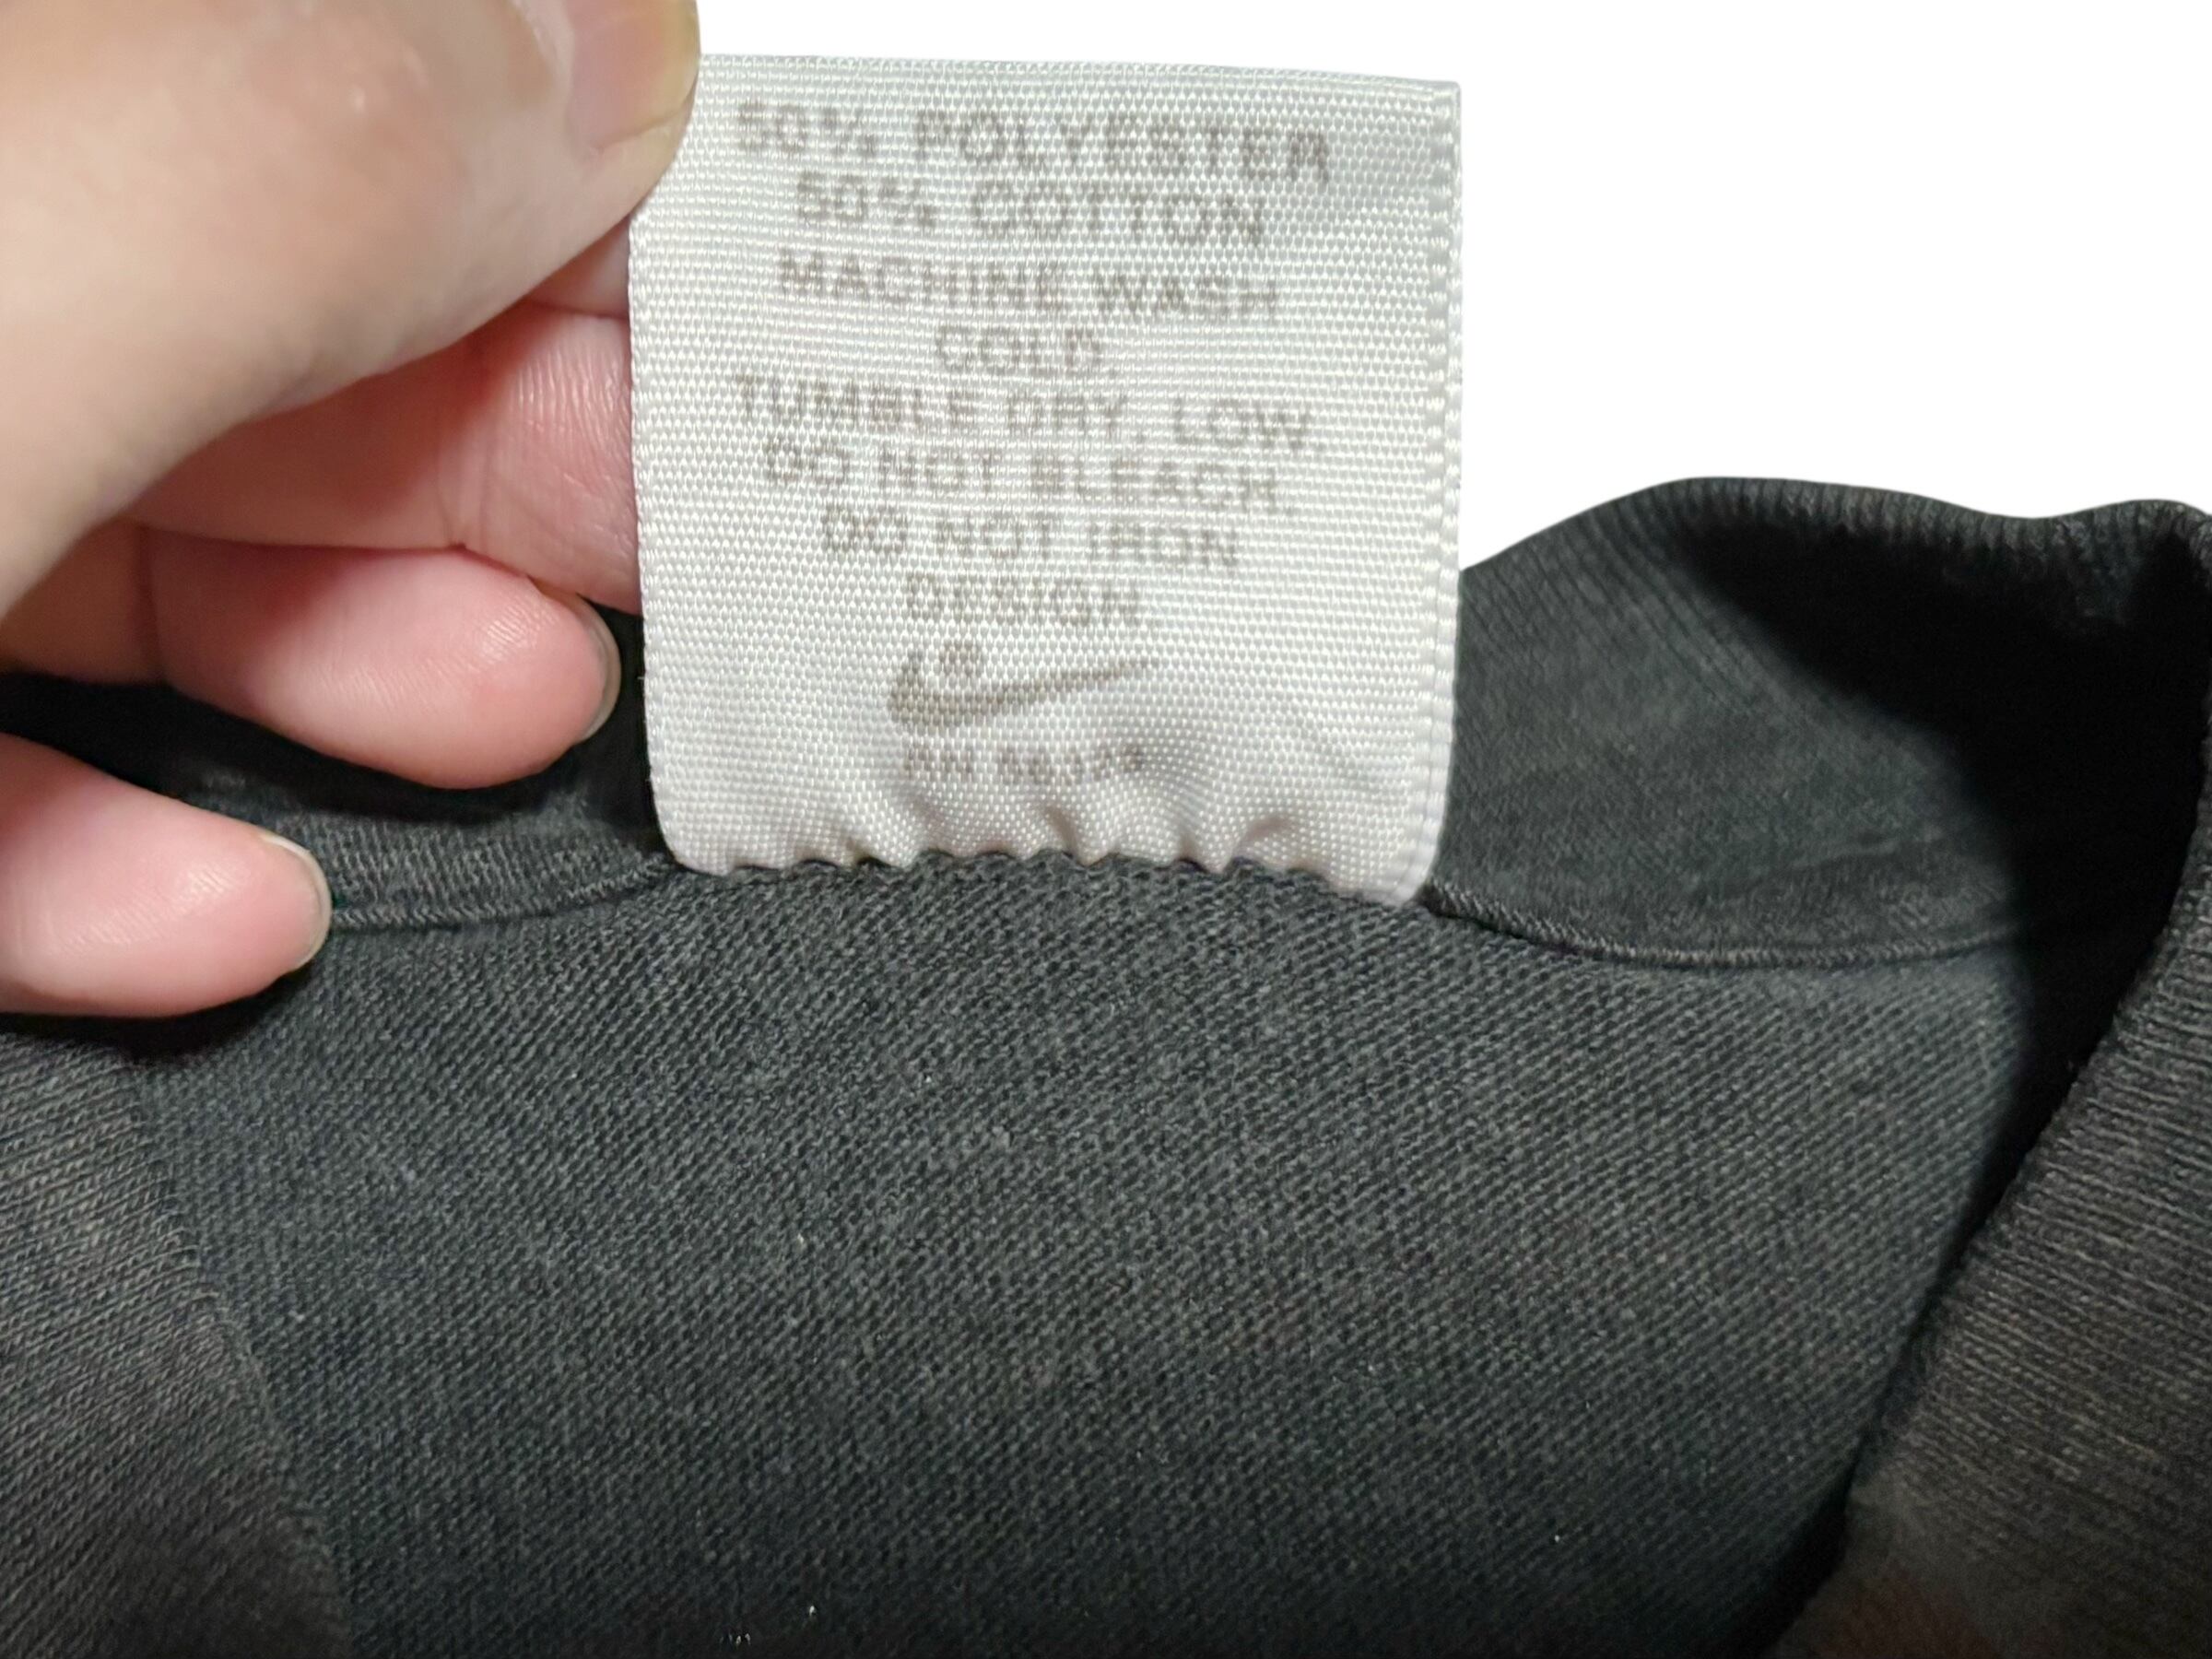 50% POLYESTER
50% COTTON
MACHINE WASH
COLD.
TUMBLE DRY, LOW.
DO NOT BLEACH
DO NOT IRON
DESIGN
®